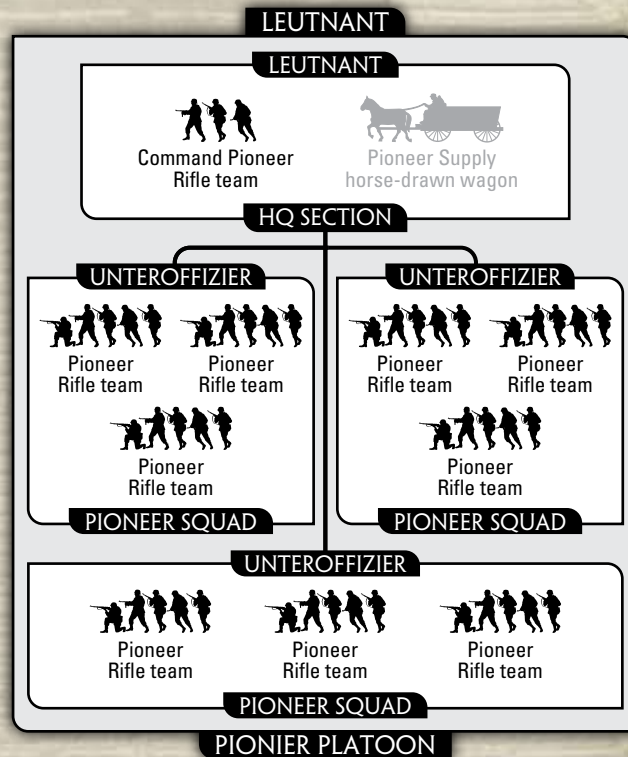 LEUTNANT
LEUTNANT
Command Pioneer
Rifle team
Pioneer Supply
horse-drawn wagon
HQ SECTION
UNTEROFFIZIER
Pioneer
Rifle team
Pioneer
Rifle team
Pioneer
Rifle team
PIONEER SQUAD
UNTEROFFIZIER
Pioneer
Rifle team
Pioneer
Rifle team
Pioneer
Rifle team
PIONEER SQUAD
UNTEROFFIZIER
Pioneer
Rifle team
Pioneer
Rifle team
Pioneer
Rifle team
PIONEER SQUAD
PIONIER PLATOON